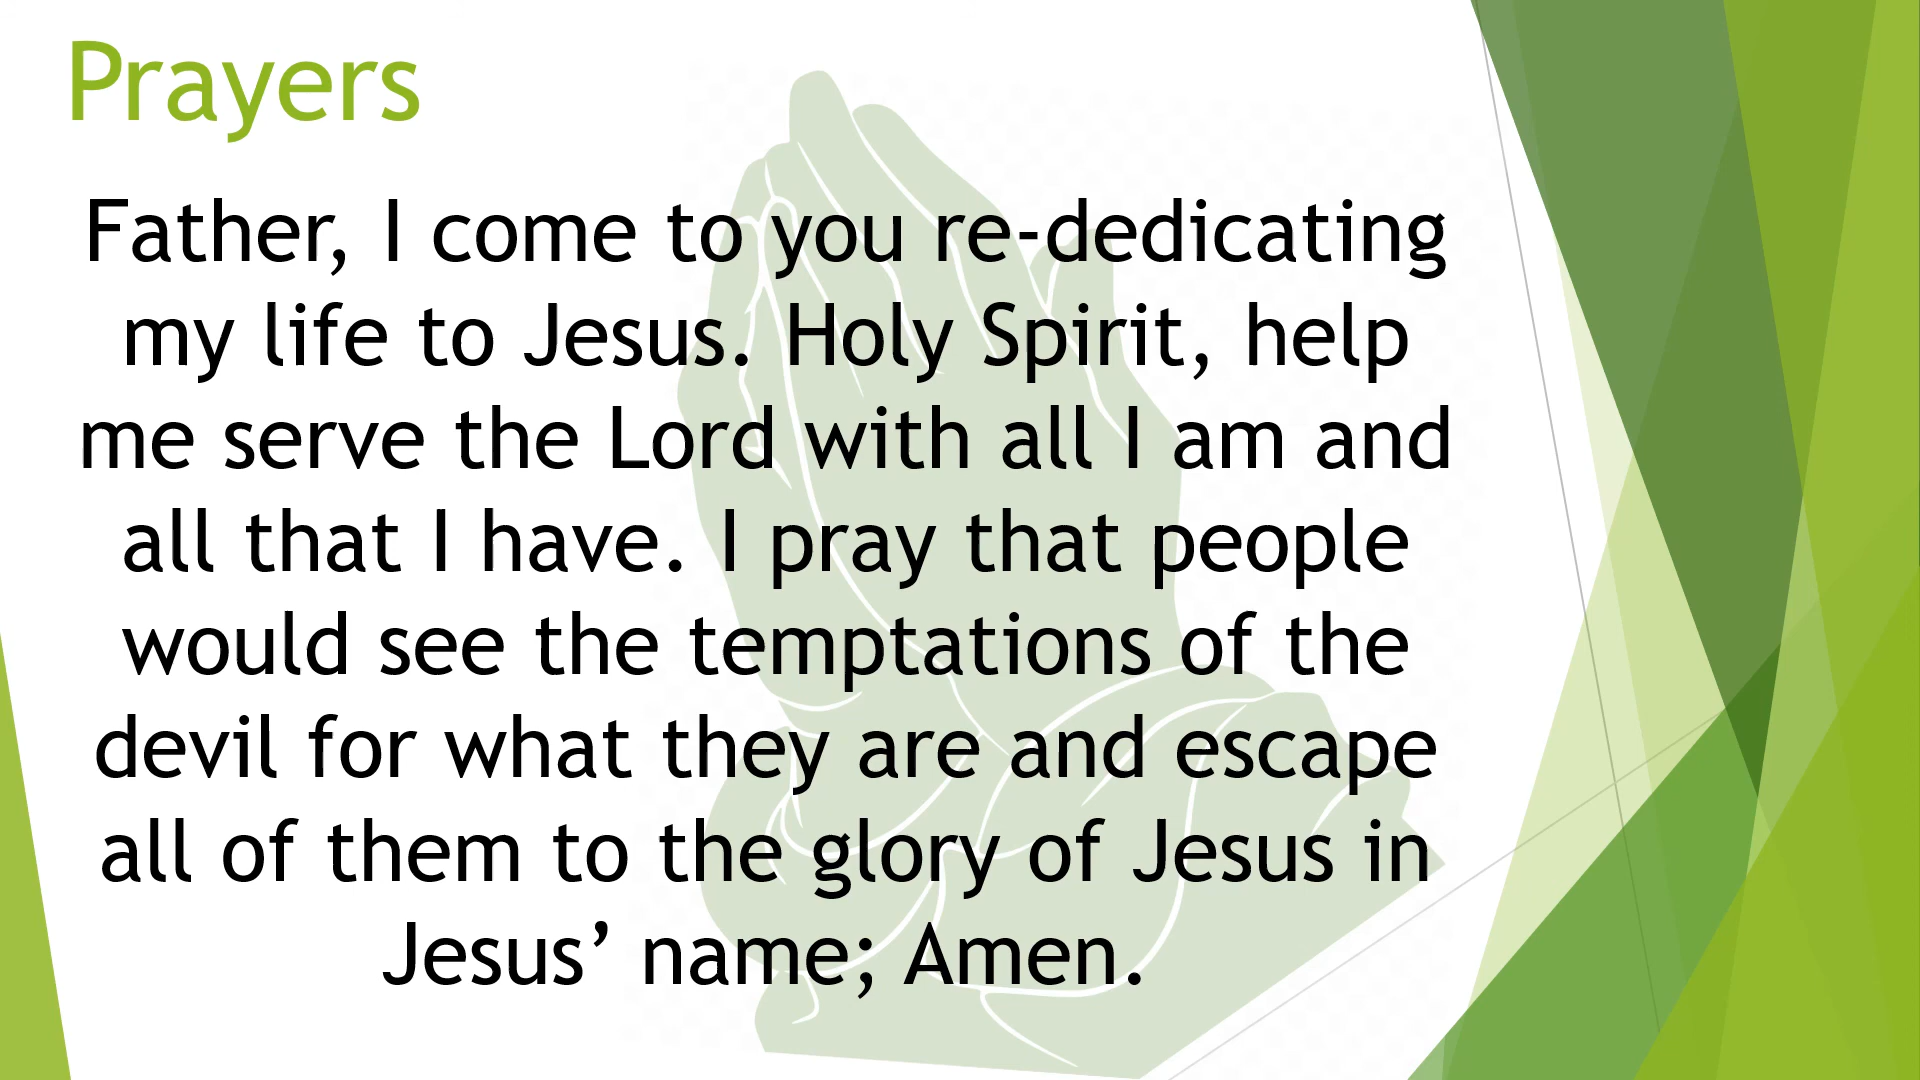 Prayers
Father, I come to you re-dedicating
my life to Jesus. Holy Spirit, help
me serve the Lord with all I am and
all that I have. I pray that people
would see the temptations of the
devil for what they are and escape
all of them to the glory of Jesus in
Jesus’ name; Amen.